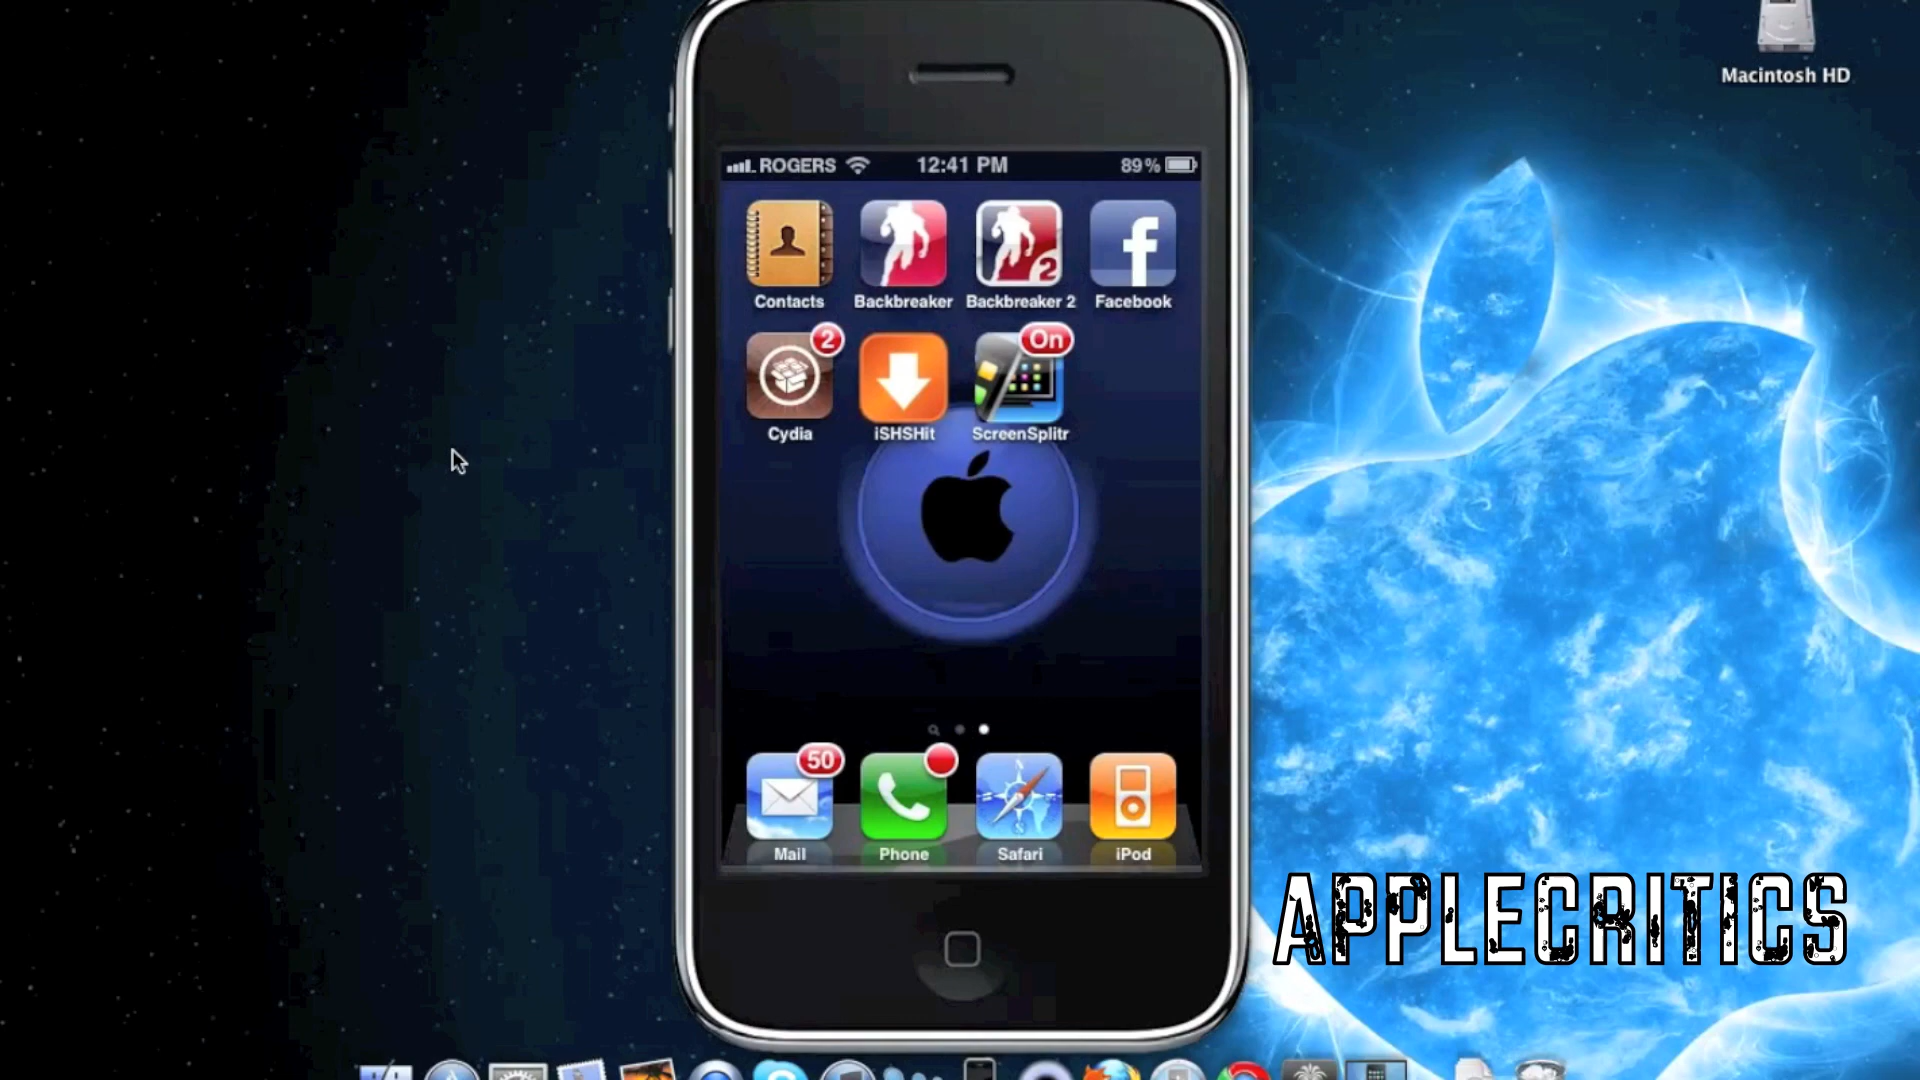 Macintosh HD
ROGERS 12:41 PM 89%
Contacts Backbreaker Backbreaker 2 Facebook
2
2 On
Cydia iSHSHit ScreenSplitr
50
Mail Phone Safari iPod
APPLECRITICS